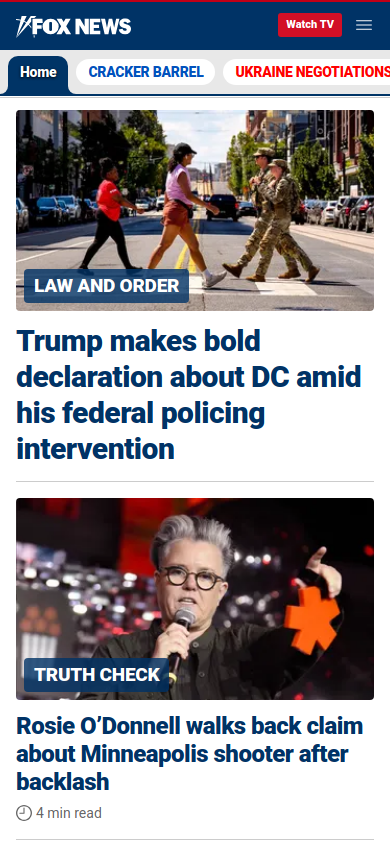 FOX NEWS
Watch TV
Home
CRACKER BARREL
UKRAINE NEGOTIATIONS
LAW AND ORDER
Trump makes bold
declaration about DC amid
his federal policing
intervention
TRUTH CHECK
Rosie O’Donnell walks back claim
about Minneapolis shooter after
backlash
4 min read